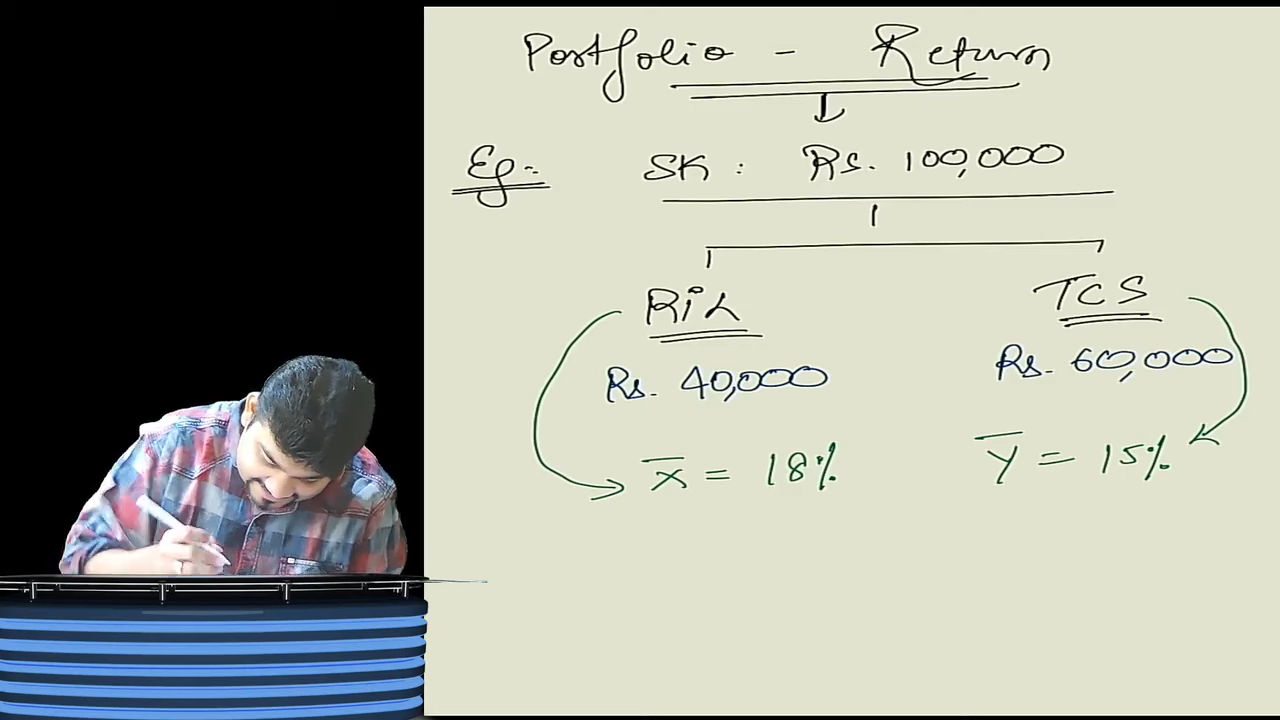 Portfolio - Return
Eg:- SK : Rs. 100,000
RIL TCS
Rs. 40,000 Rs. 60,000
x̅ = 18% y̅ = 15%